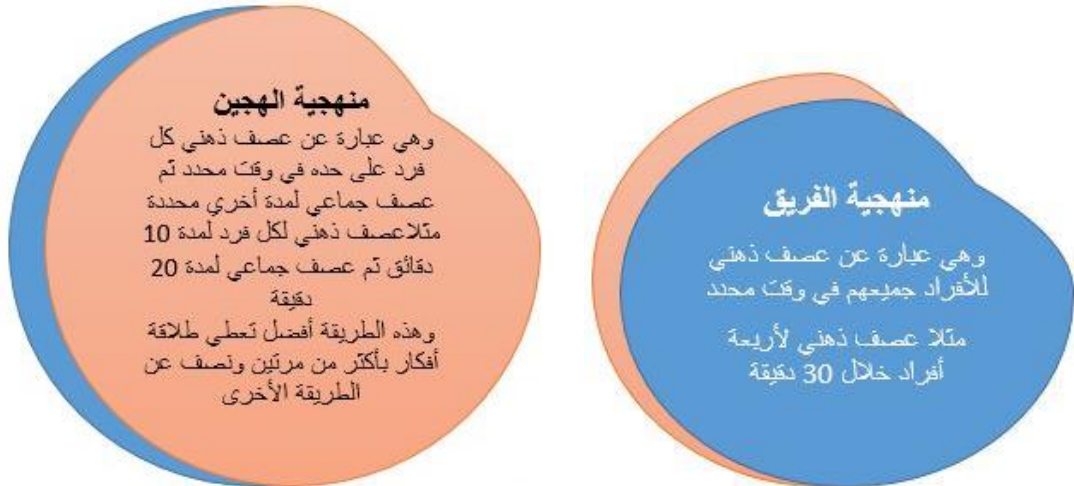 منهجية الفريق
وهي عبارة عن عصف ذهني
للأفراد جميعهم في وقت محدد
مثلا عصف ذهني لأربعة
أفراد خلال 30 دقيقة
منهجية الهجين
وهي عبارة عن عصف ذهني كل
فرد على حده في وقت محدد ثم
عصف جماعي لمدة أخري محددة
مثلاعصف ذهني لكل فرد لمدة 10
دقائق ثم عصف جماعي لمدة 20
دقيقة
وهذه الطريقة أفضل تعطي طلاقة
أفكار بأكثر من مرتين ونصف عن
الطريقة الأخرى